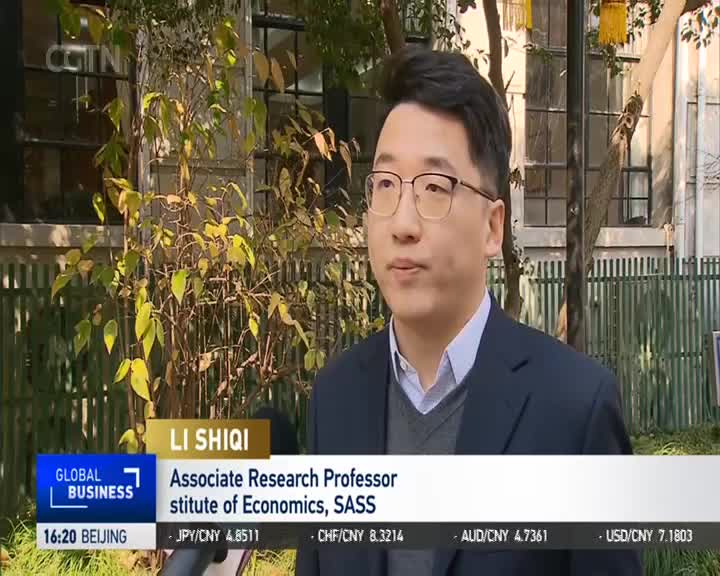 CGTN
LI SHIQI
GLOBAL
BUSINESS
Associate Research Professor
stitute of Economics, SASS
16:20 BEIJING
· JPY/CNY 4.8511 · CHF/CNY 8.3214 · AUD/CNY 4.7361 · USD/CNY 7.1803